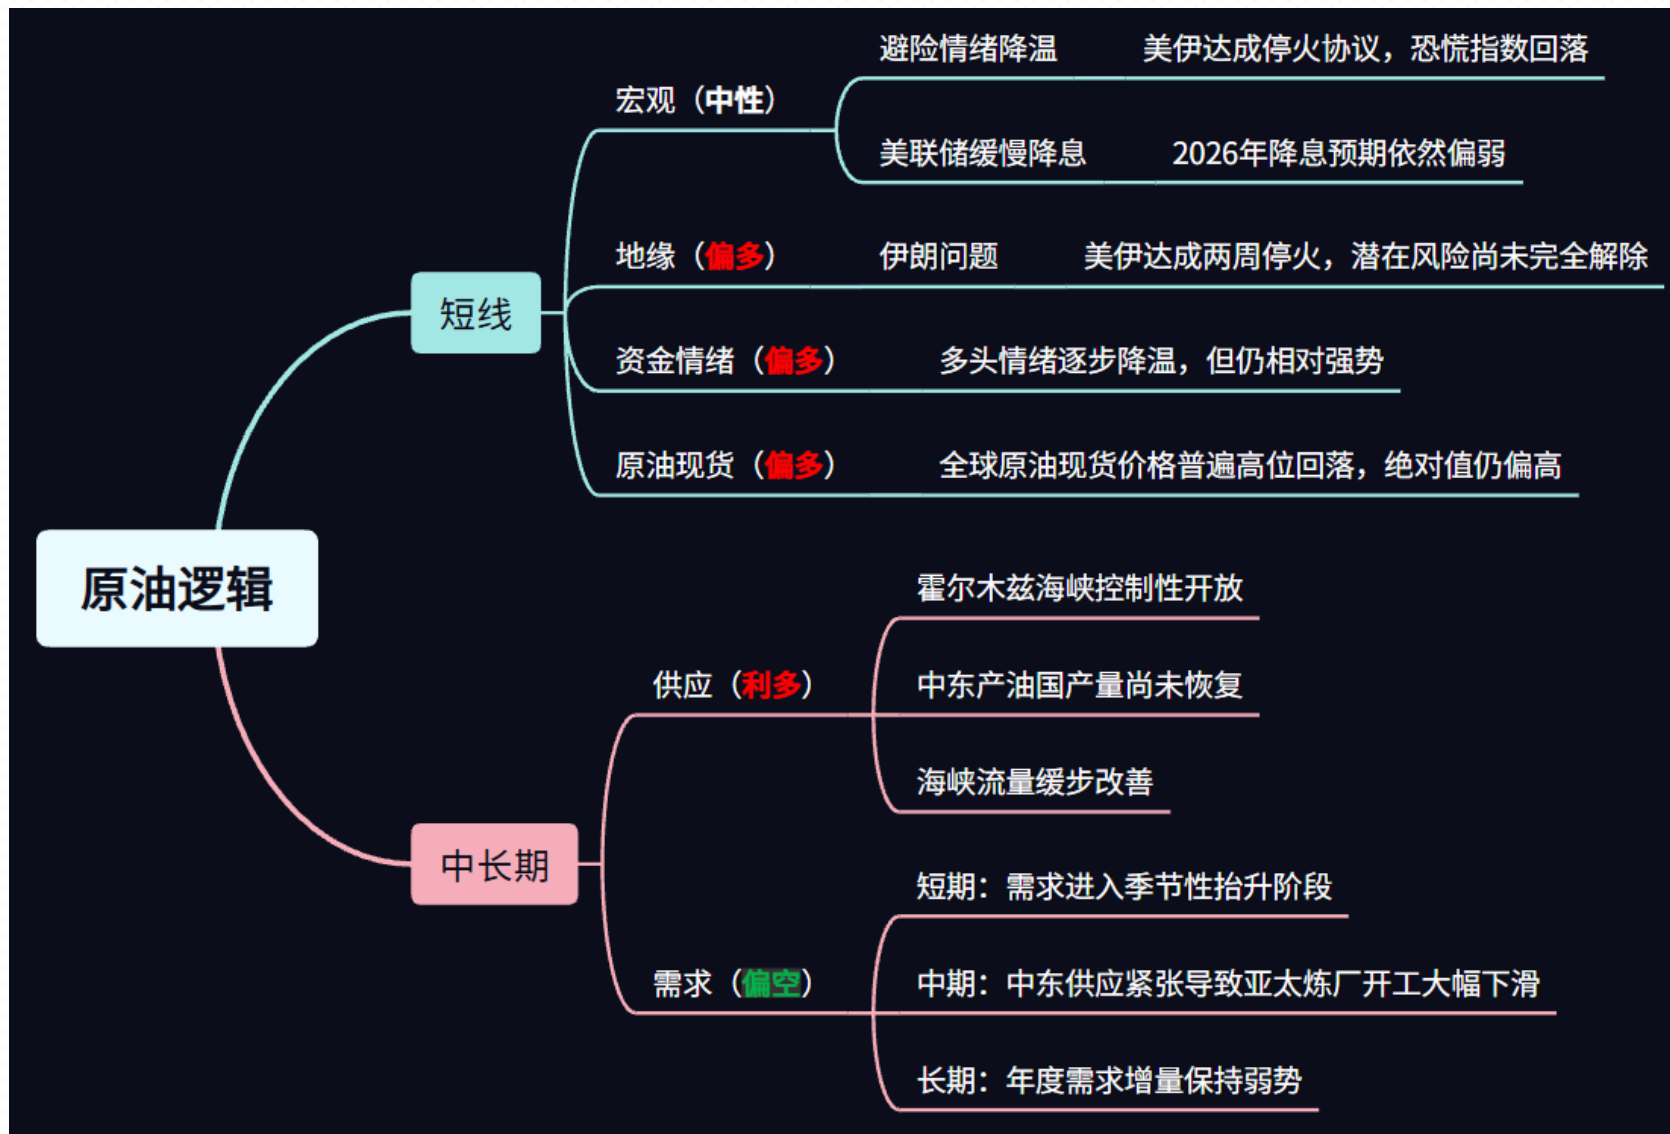 原油逻辑
短线
宏观（中性）
避险情绪降温
美伊达成停火协议，恐慌指数回落
美联储缓慢降息
2026年降息预期依然偏弱
地缘（偏多）
伊朗问题
美伊达成两周停火，潜在风险尚未完全解除
资金情绪（偏多）
多头情绪逐步降温，但仍相对强势
原油现货（偏多）
全球原油现货价格普遍高位回落，绝对值仍偏高
中长期
供应（利多）
霍尔木兹海峡控制性开放
中东产油国产量尚未恢复
海峡流量缓步改善
需求（偏空）
短期：需求进入季节性抬升阶段
中期：中东供应紧张导致亚太炼厂开工大幅下滑
长期：年度需求增量保持弱势